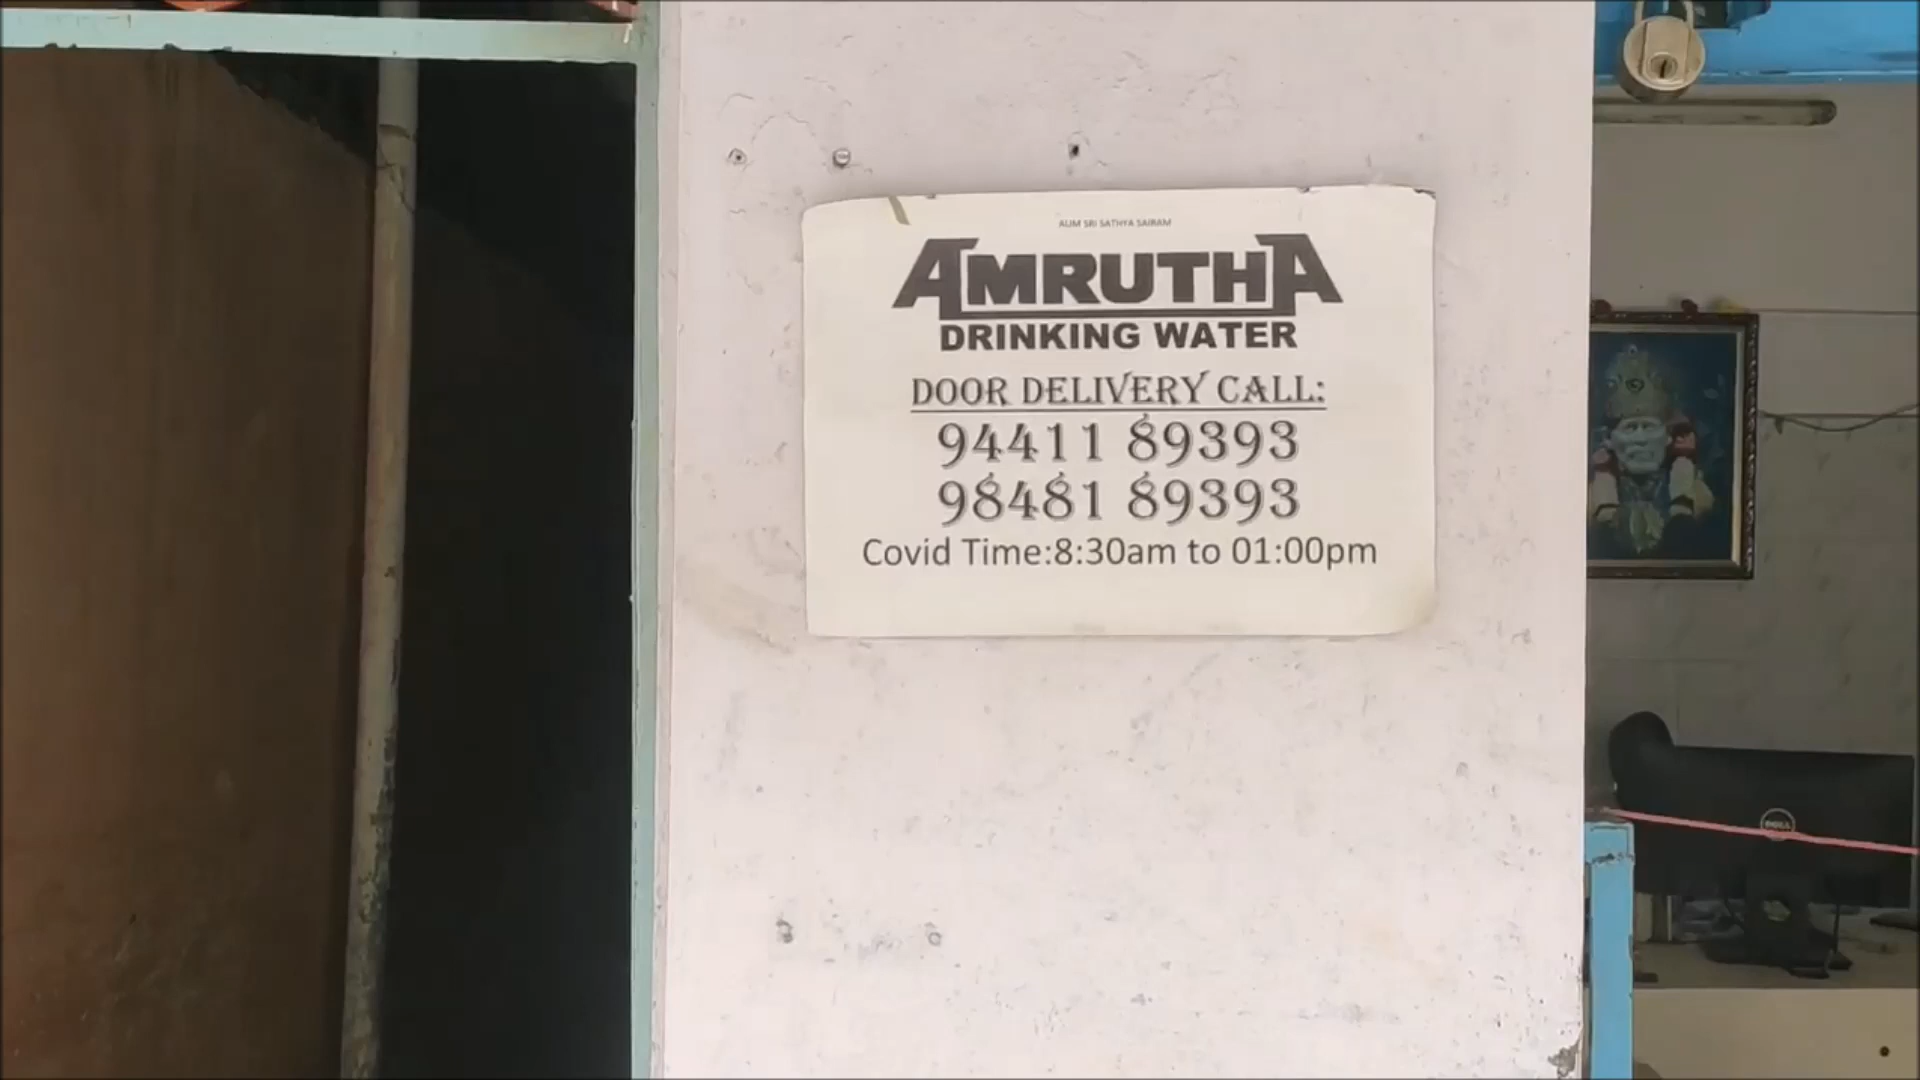 AUM SRI SATHYA SAIRAM
AMRUTHA
DRINKING WATER
DOOR DELIVERY CALL:
94411 89393
98481 89393
Covid Time:8:30am to 01:00pm
DELL